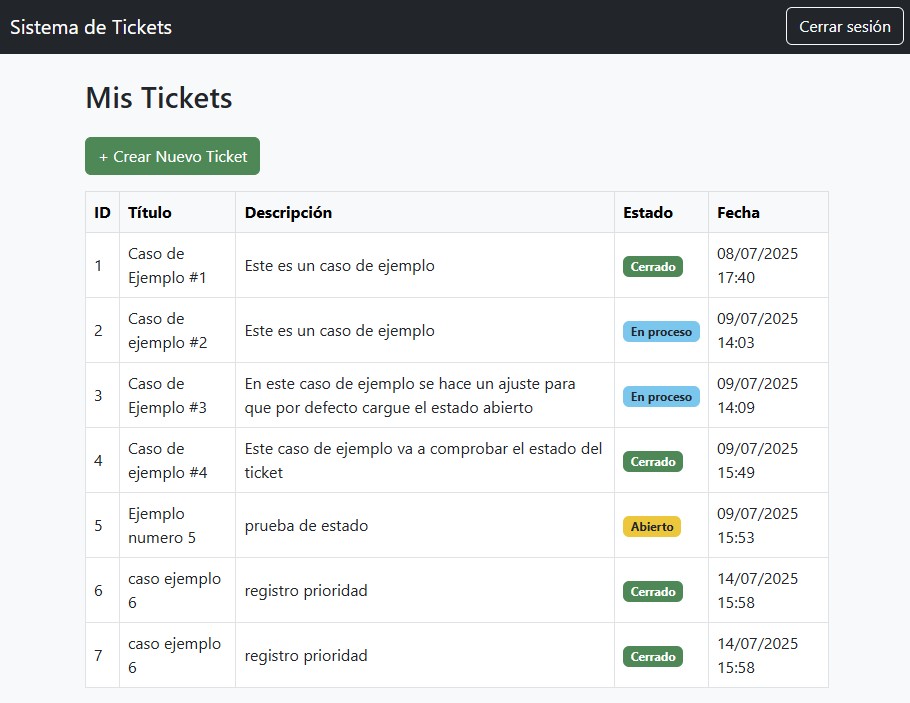 Sistema de Tickets
Cerrar sesión
Mis Tickets
+ Crear Nuevo Ticket
ID Título Descripción Estado Fecha
1 Caso de Ejemplo #1 Este es un caso de ejemplo Cerrado 08/07/2025 17:40
2 Caso de ejemplo #2 Este es un caso de ejemplo En proceso 09/07/2025 14:03
3 Caso de Ejemplo #3 En este caso de ejemplo se hace un ajuste para que por defecto cargue el estado abierto En proceso 09/07/2025 14:09
4 Caso de ejemplo #4 Este caso de ejemplo va a comprobar el estado del ticket Cerrado 09/07/2025 15:49
5 Ejemplo numero 5 prueba de estado Abierto 09/07/2025 15:53
6 caso ejemplo 6 registro prioridad Cerrado 14/07/2025 15:58
7 caso ejemplo 6 registro prioridad Cerrado 14/07/2025 15:58